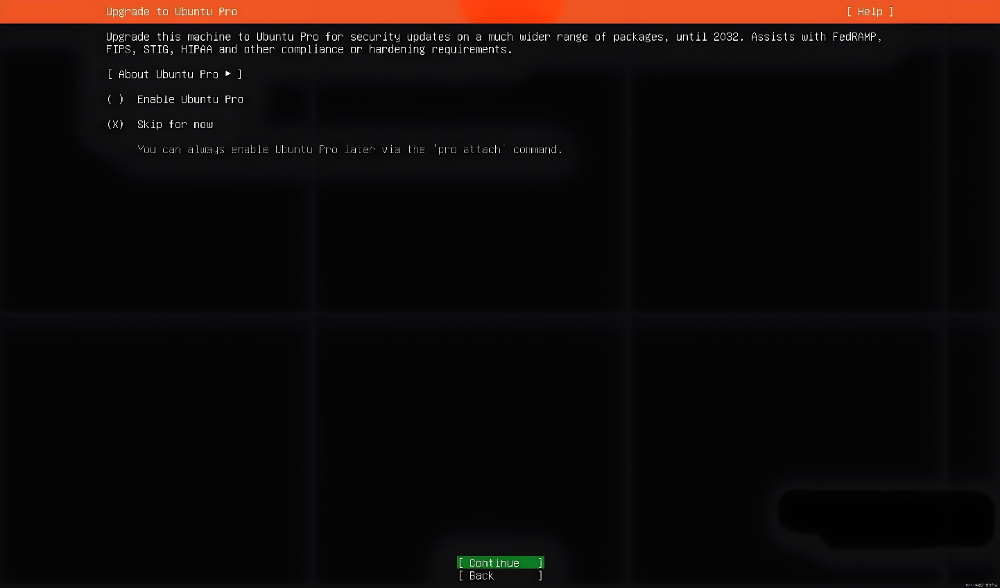 Upgrade to Ubuntu Pro [ Help ]
Upgrade this machine to Ubuntu Pro for security updates on a much wider range of packages, until 2032. Assists with FedRAMP,
FIPS, STIG, HIPAA and other compliance or hardening requirements.
[ About Ubuntu Pro ► ]
( ) Enable Ubuntu Pro
(X) Skip for now
You can always enable Ubuntu Pro later via the 'pro attach' command.
[ Continue ]
[ Back ]